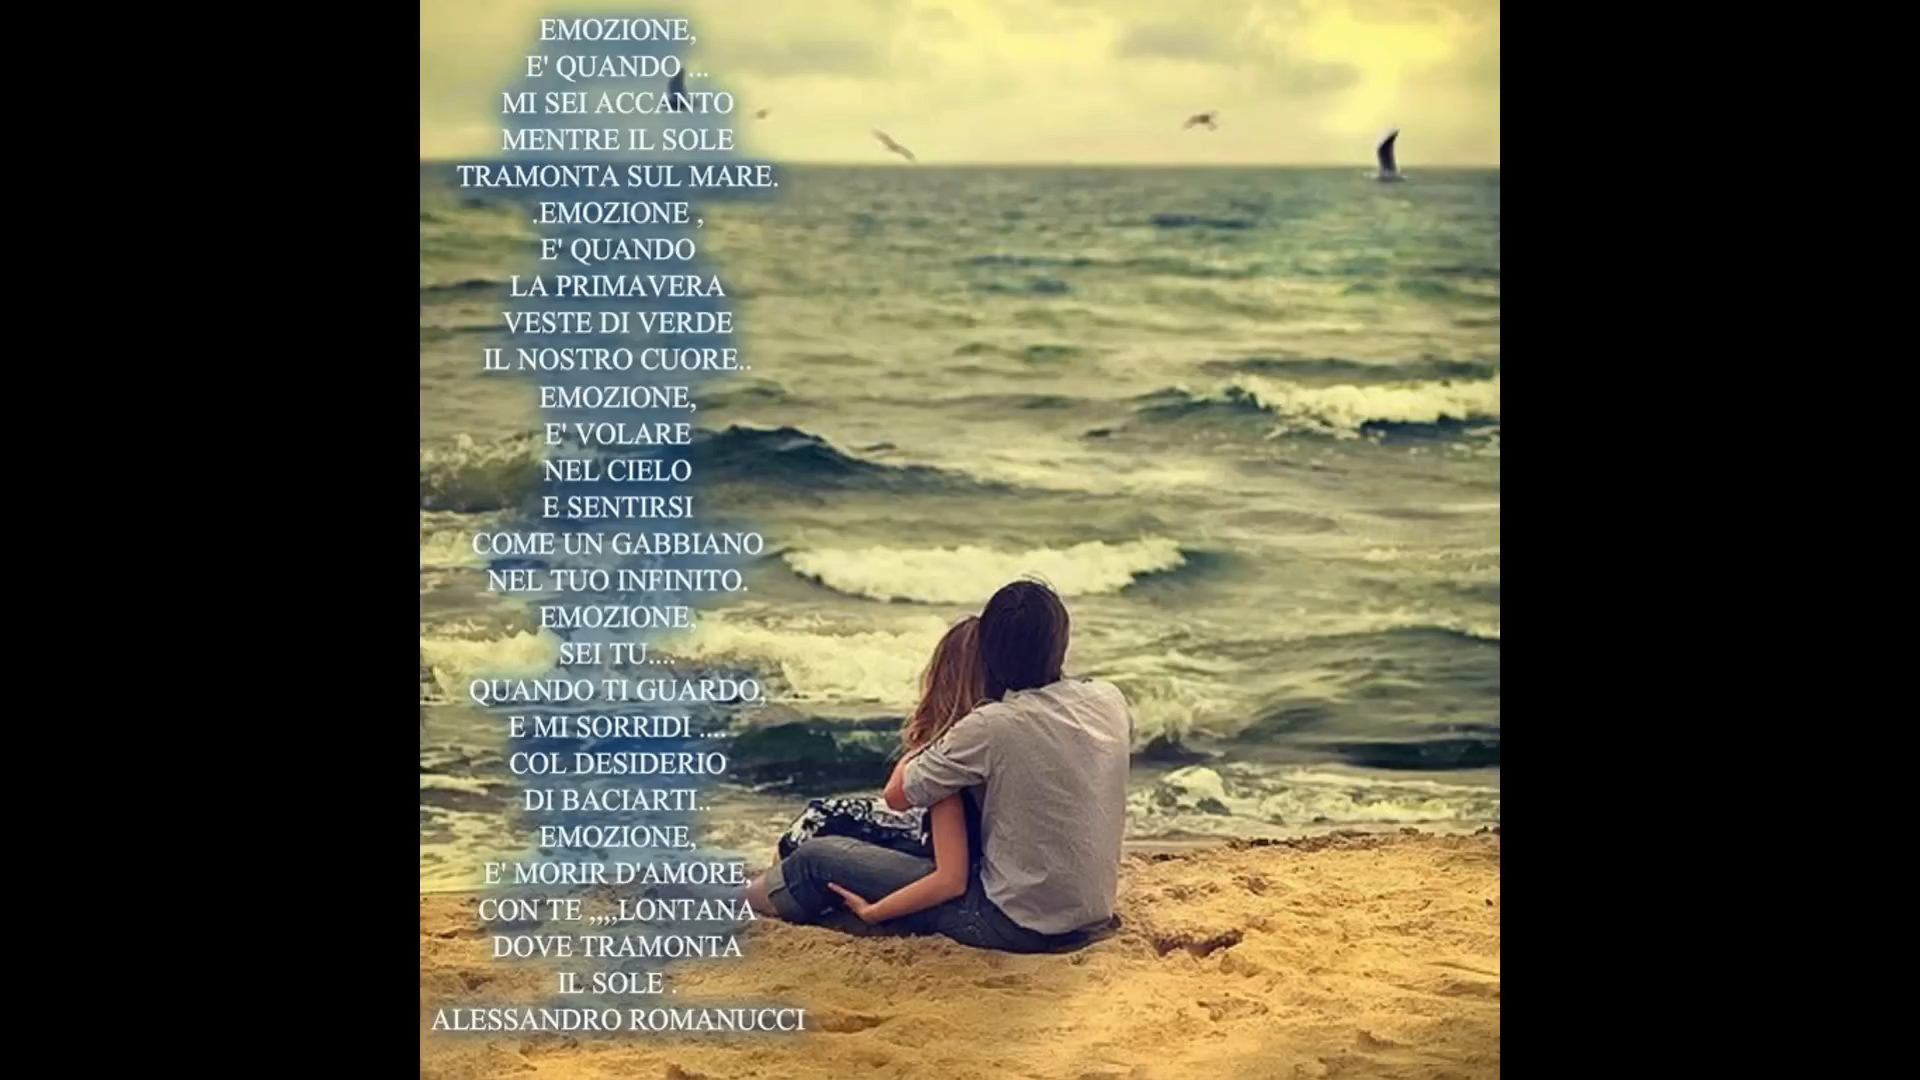 EMOZIONE,
E' QUANDO ...
MI SEI ACCANTO
MENTRE IL SOLE
TRAMONTA SUL MARE.
.EMOZIONE ,
E' QUANDO
LA PRIMAVERA
VESTE DI VERDE
IL NOSTRO CUORE..
EMOZIONE,
E' VOLARE
NEL CIELO
E SENTIRSI
COME UN GABBIANO
NEL TUO INFINITO.
EMOZIONE,
SEI TU....
QUANDO TI GUARDO,
E MI SORRIDI ....
COL DESIDERIO
DI BACIARTI..
EMOZIONE,
E' MORIR D'AMORE,
CON TE ,,,,LONTANA
DOVE TRAMONTA
IL SOLE .
ALESSANDRO ROMANUCCI